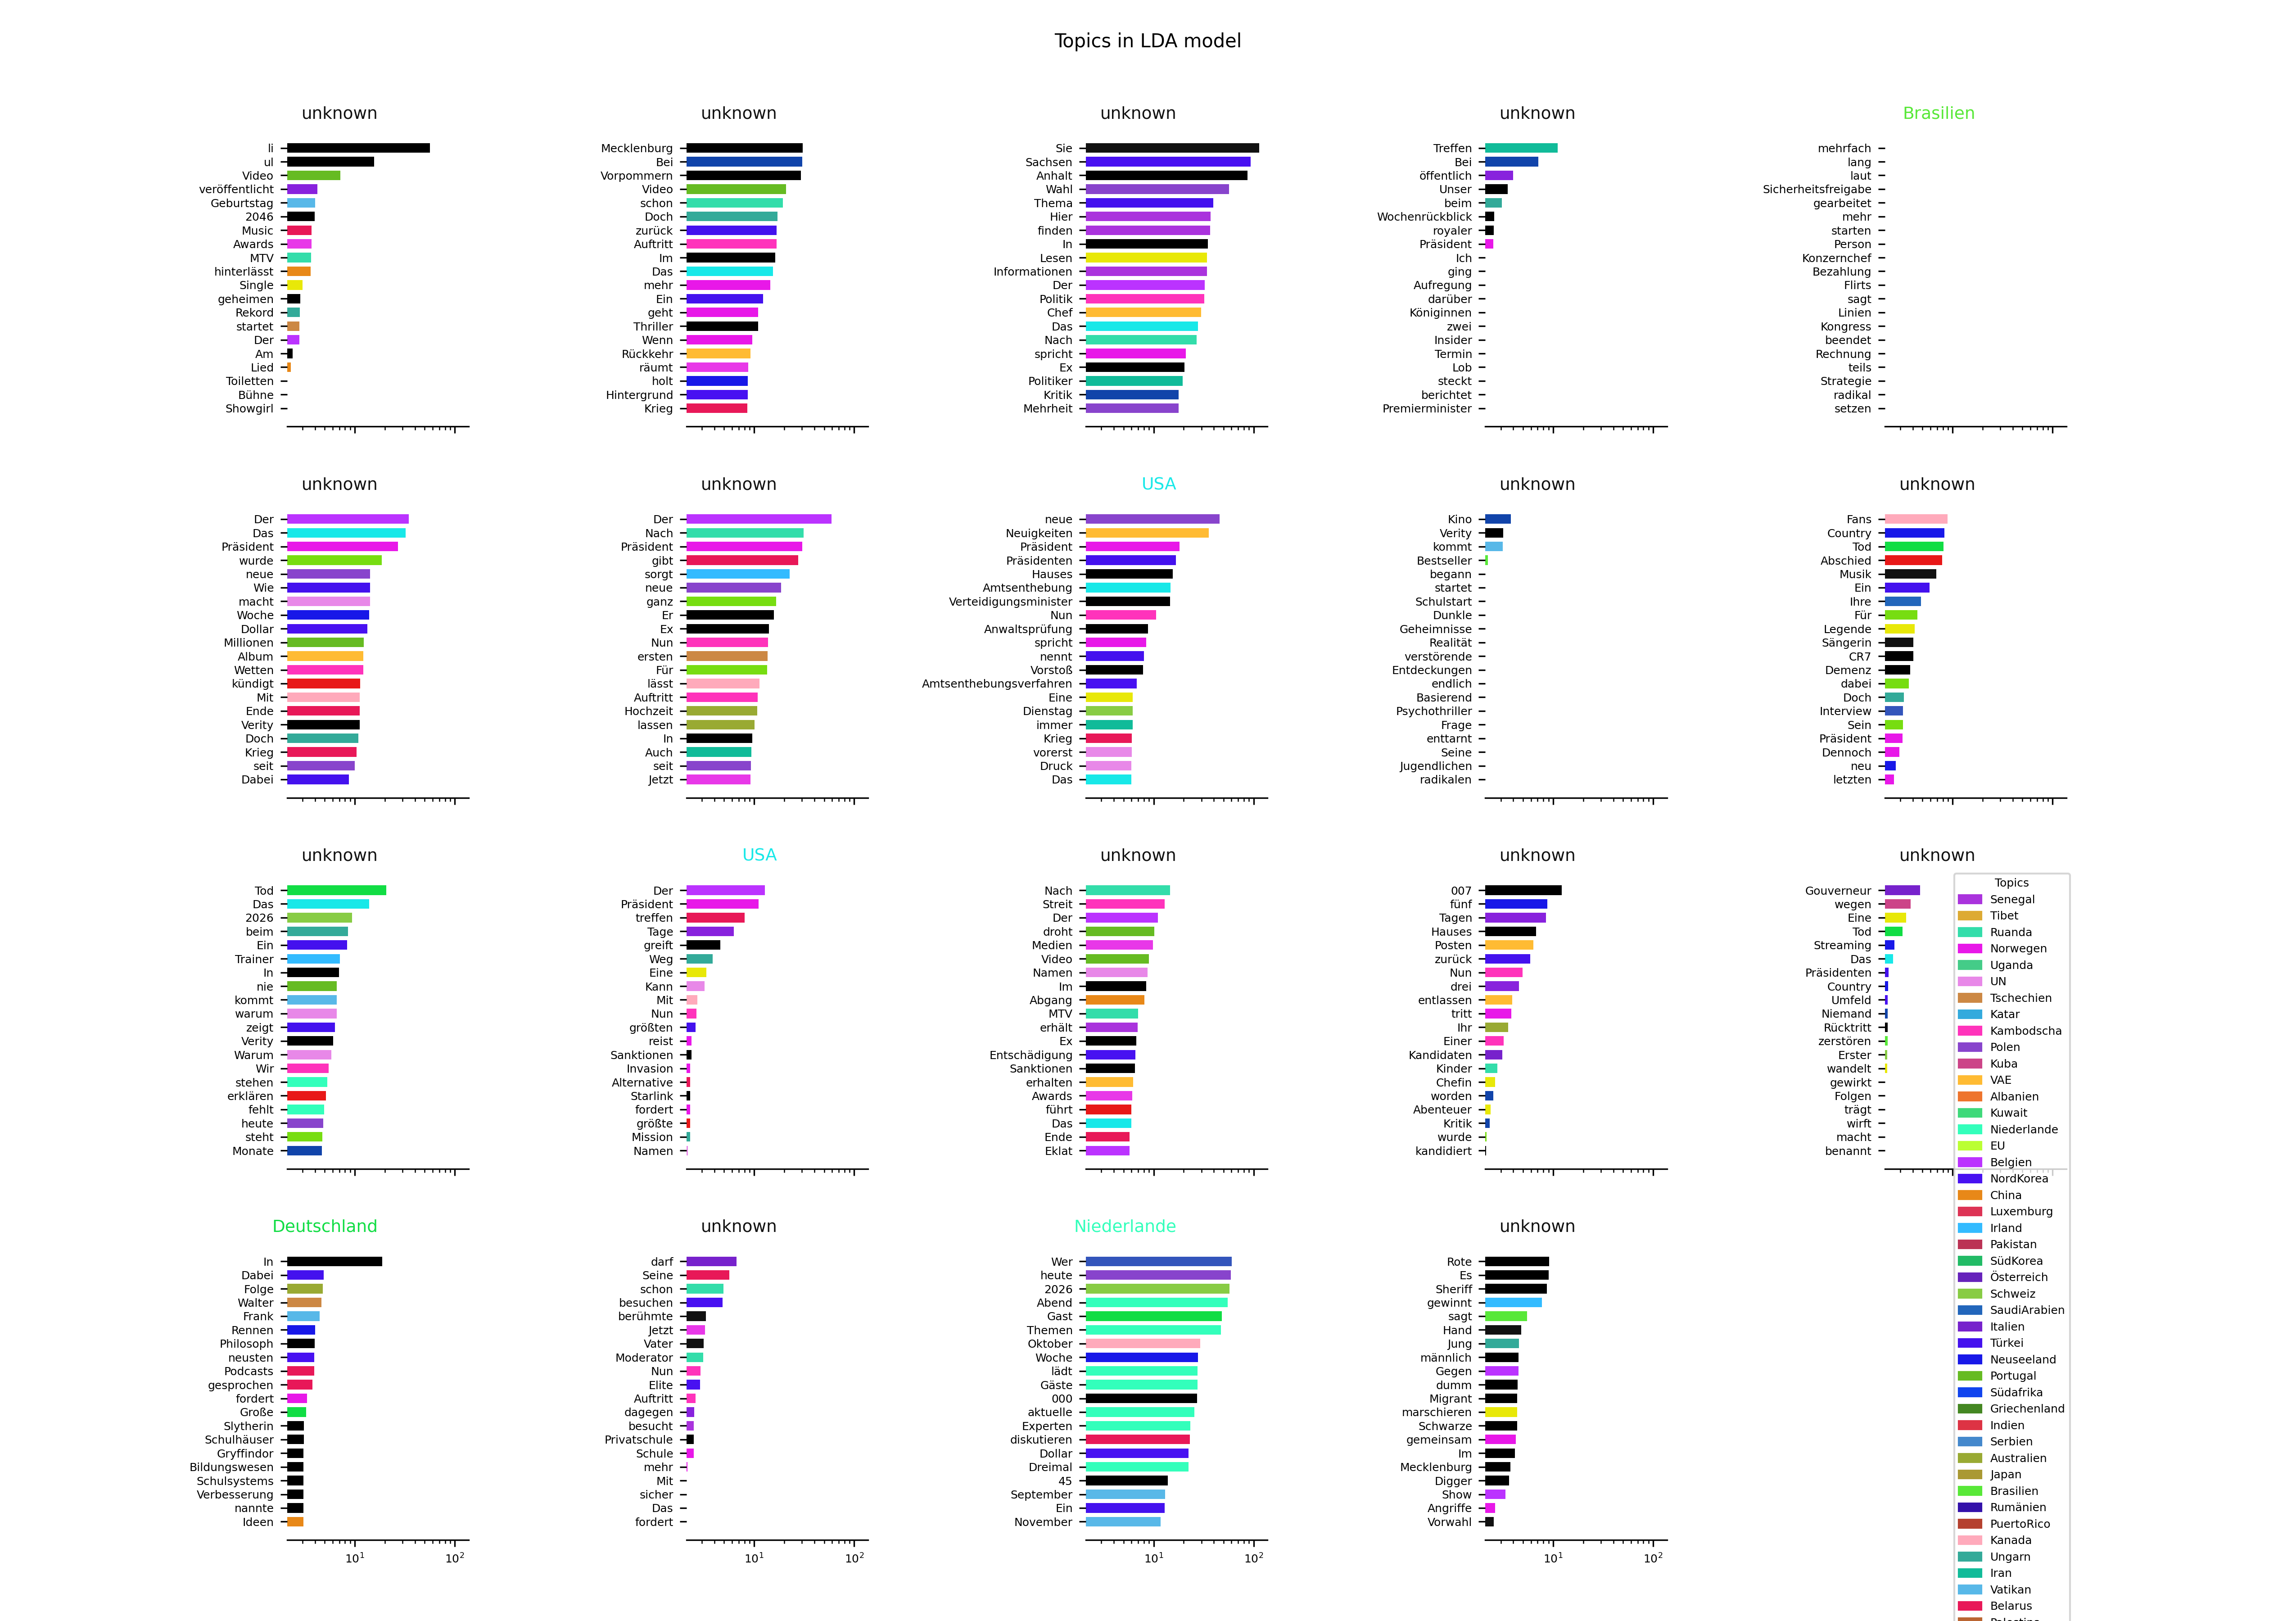 Topics in LDA model
unknown
li
ul
Video
veröffentlicht
Geburtstag
2046
Music
Awards
MTV
hinterlässt
Single
geheimen
Rekord
startet
Der
Am
Lied
Toiletten
Bühne
Showgirl
unknown
Mecklenburg
Bei
Vorpommern
Video
schon
Doch
zurück
Auftritt
Im
Das
mehr
Ein
geht
Thriller
Wenn
Rückkehr
räumt
holt
Hintergrund
Krieg
unknown
Sie
Sachsen
Anhalt
Wahl
Thema
Hier
finden
In
Lesen
Informationen
Der
Politik
Chef
Das
Nach
spricht
Ex
Politiker
Kritik
Mehrheit
unknown
Treffen
Bei
öffentlich
Unser
beim
Wochenrückblick
royaler
Präsident
Ich
ging
Aufregung
darüber
Königinnen
zwei
Insider
Termin
Lob
steckt
berichtet
Premierminister
Brasilien
mehrfach
lang
laut
Sicherheitsfreigabe
gearbeitet
mehr
starten
Person
Konzernchef
Bezahlung
Flirts
sagt
Linien
Kongress
beendet
Rechnung
teils
Strategie
radikal
setzen
unknown
Der
Das
Präsident
wurde
neue
Wie
macht
Woche
Dollar
Millionen
Album
Wetten
kündigt
Mit
Ende
Verity
Doch
Krieg
seit
Dabei
unknown
Der
Nach
Präsident
gibt
sorgt
neue
ganz
Er
Ex
Nun
ersten
Für
lässt
Auftritt
Hochzeit
lassen
In
Auch
seit
Jetzt
USA
neue
Neuigkeiten
Präsident
Präsidenten
Hauses
Amtsenthebung
Verteidigungsminister
Nun
Anwaltsprüfung
spricht
nennt
Vorstoß
Amtsenthebungsverfahren
Eine
Dienstag
immer
Krieg
vorerst
Druck
Das
unknown
Kino
Verity
kommt
Bestseller
begann
startet
Schulstart
Dunkle
Geheimnisse
Realität
verstörende
Entdeckungen
endlich
Basierend
Psychothriller
Frage
enttarnt
Seine
Jugendlichen
radikalen
unknown
Fans
Country
Tod
Abschied
Musik
Ein
Ihre
Für
Legende
Sängerin
CR7
Demenz
dabei
Doch
Interview
Sein
Präsident
Dennoch
neu
letzten
unknown
Tod
Das
2026
beim
Ein
Trainer
In
nie
kommt
warum
zeigt
Verity
Warum
Wir
stehen
erklären
fehlt
heute
steht
Monate
USA
Der
Präsident
treffen
Tage
greift
Weg
Eine
Kann
Mit
Nun
größten
reist
Sanktionen
Invasion
Alternative
Starlink
fordert
größte
Mission
Namen
unknown
Nach
Streit
Der
droht
Medien
Video
Namen
Im
Abgang
MTV
erhält
Ex
Entschädigung
Sanktionen
erhalten
Awards
führt
Das
Ende
Eklat
unknown
007
fünf
Tagen
Hauses
Posten
zurück
Nun
drei
entlassen
tritt
Ihr
Einer
Kandidaten
Kinder
Chefin
worden
Abenteuer
Kritik
wurde
kandidiert
unknown
Gouverneur
wegen
Eine
Tod
Streaming
Das
Präsidenten
Country
Umfeld
Niemand
Rücktritt
zerstören
Erster
wandelt
gewirkt
Folgen
trägt
wirft
macht
benannt
Deutschland
In
Dabei
Folge
Walter
Frank
Rennen
Philosoph
neusten
Podcasts
gesprochen
fordert
Große
Slytherin
Schulhäuser
Gryffindor
Bildungswesen
Schulsystems
Verbesserung
nannte
Ideen
10¹ 10²
unknown
darf
Seine
schon
besuchen
berühmte
Jetzt
Vater
Moderator
Nun
Elite
Auftritt
dagegen
besucht
Privatschule
Schule
mehr
Mit
sicher
Das
fordert
10¹ 10²
Niederlande
Wer
heute
2026
Abend
Gast
Themen
Oktober
Woche
lädt
Gäste
000
aktuelle
Experten
diskutieren
Dollar
Dreimal
45
September
Ein
November
10¹ 10²
unknown
Rote
Es
Sheriff
gewinnt
sagt
Hand
Jung
männlich
Gegen
dumm
Migrant
marschieren
Schwarze
gemeinsam
Im
Mecklenburg
Digger
Show
Angriffe
Vorwahl
10¹ 10²
Topics
Senegal
Tibet
Ruanda
Norwegen
Uganda
UN
Tschechien
Katar
Kambodscha
Polen
Kuba
VAE
Albanien
Kuwait
Niederlande
EU
Belgien
NordKorea
China
Luxemburg
Irland
Pakistan
SüdKorea
Österreich
Schweiz
SaudiArabien
Italien
Türkei
Neuseeland
Portugal
Südafrika
Griechenland
Indien
Serbien
Australien
Japan
Brasilien
Rumänien
PuertoRico
Kanada
Ungarn
Iran
Vatikan
Belarus